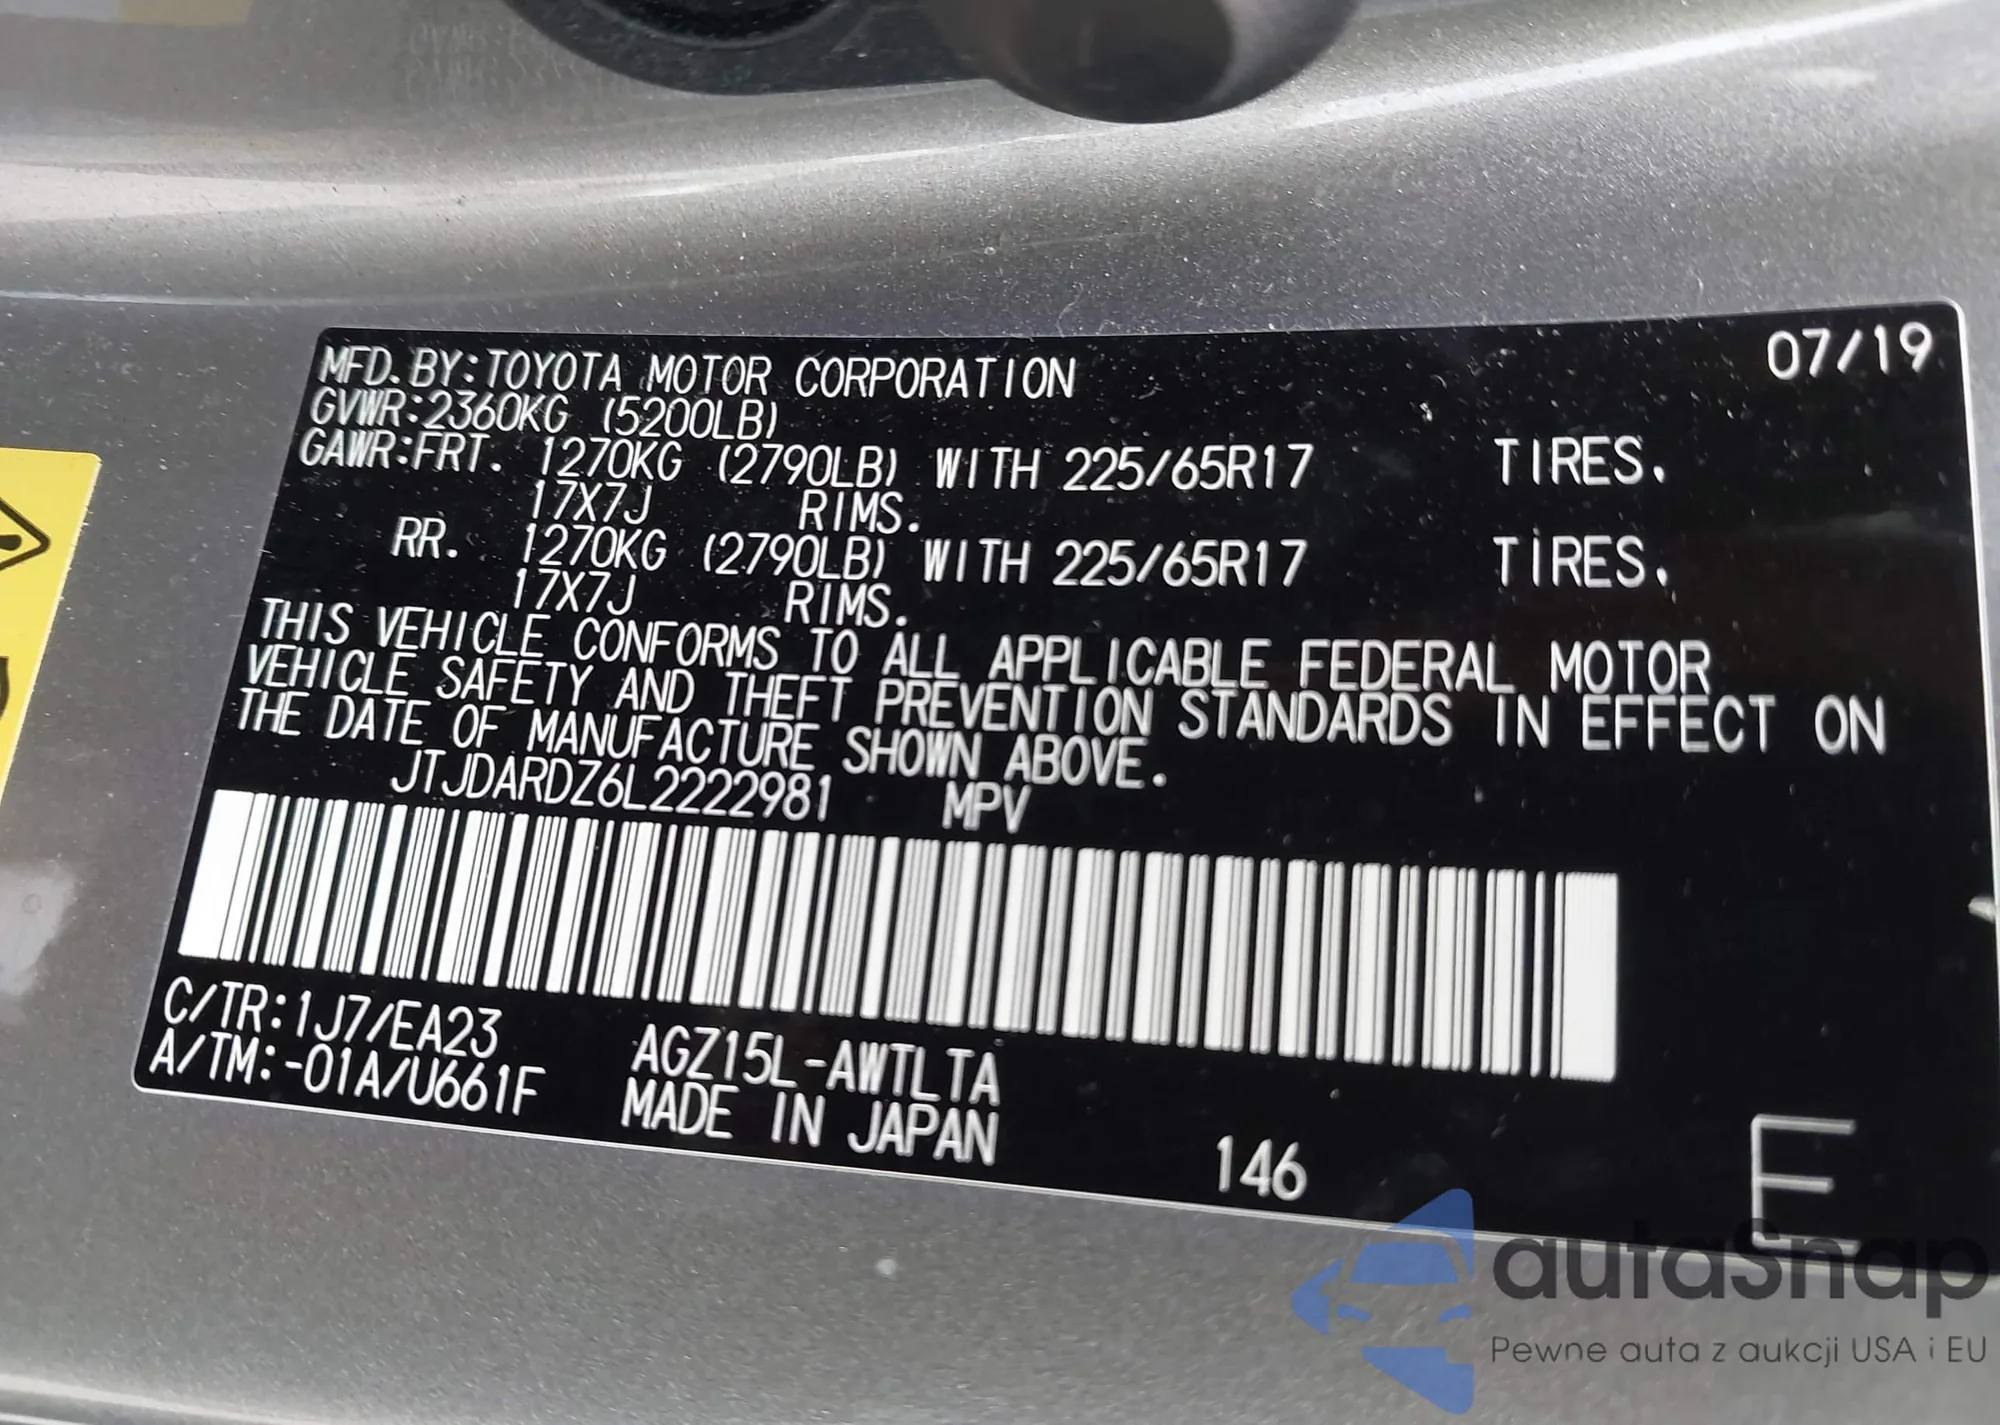 MFD.BY:TOYOTA MOTOR CORPORATION 07/19
GVWR:2360KG (5200LB)
GAWR:FRT. 1270KG (2790LB) WITH 225/65R17 TIRES.
17X7J RIMS.
RR. 1270KG (2790LB) WITH 225/65R17 TIRES.
17X7J RIMS.
THIS VEHICLE CONFORMS TO ALL APPLICABLE FEDERAL MOTOR
VEHICLE SAFETY AND THEFT PREVENTION STANDARDS IN EFFECT ON
THE DATE OF MANUFACTURE SHOWN ABOVE.
JTJDARDZ6L2222981 MPV
C/TR:1J7/EA23 AGZ15L-AWTLTA
A/TM:-01A/U661F MADE IN JAPAN
146
E
autaSnap
Pewne auta z aukcji USA i EU